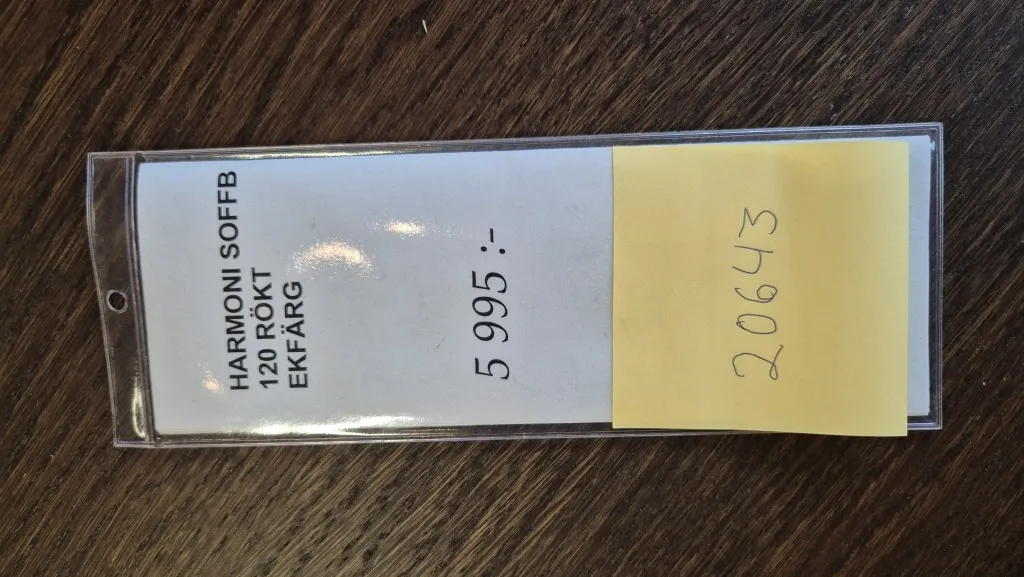 HARMONI SOFFB
120 RÖKT
EKFÄRG
5 995 :-
20643